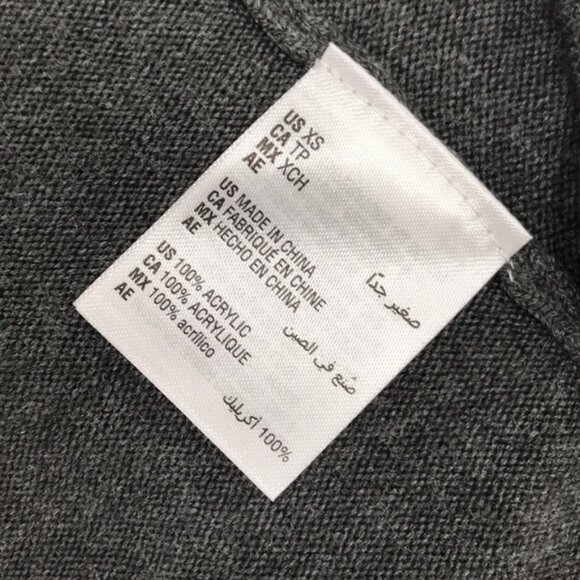 US XS
CA TP
MX XCH
AE صغير جدًا
US MADE IN CHINA
CA FABRIQUÉ EN CHINE
MX HECHO EN CHINA
AE صُنع في الصين
US 100% ACRYLIC
CA 100% ACRYLIQUE
MX 100% acrílico
AE 100% أكريليك